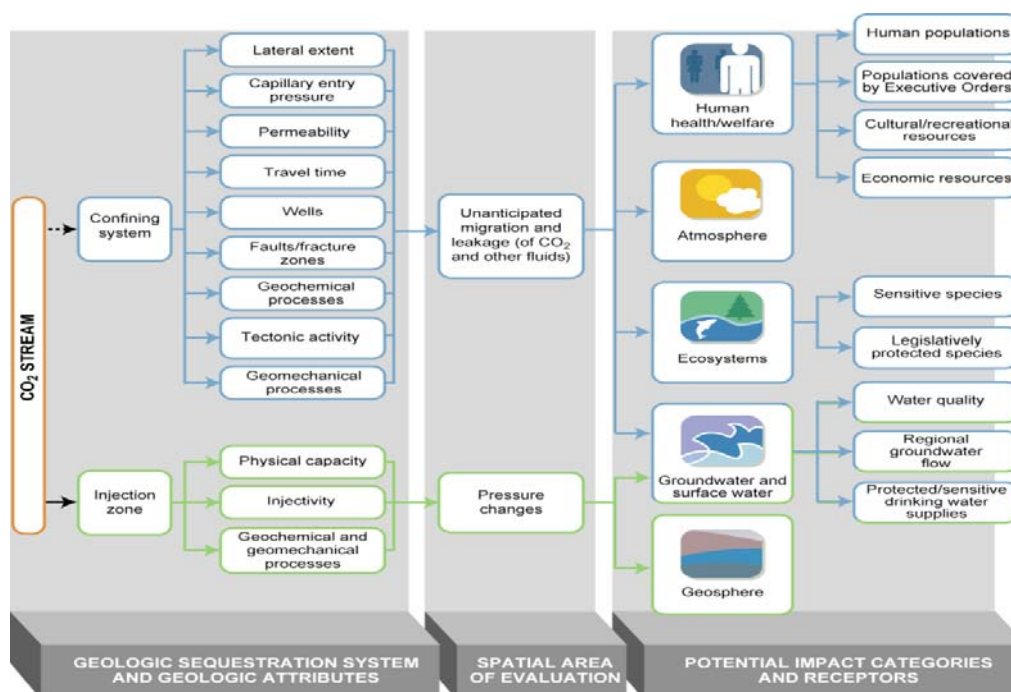 CO₂ STREAM
Confining
system
Injection
zone
Lateral extent
Capillary entry
pressure
Permeability
Travel time
Wells
Faults/fracture
zones
Geochemical
processes
Tectonic activity
Geomechanical
processes
Physical capacity
Injectivity
Geochemical and
geomechanical
processes
Unanticipated
migration and
leakage (of CO₂
and other fluids)
Pressure
changes
Human
health/welfare
Atmosphere
Ecosystems
Groundwater and
surface water
Geosphere
Human populations
Populations covered
by Executive Orders
Cultural/recreational
resources
Economic resources
Sensitive species
Legislatively
protected species
Water quality
Regional
groundwater
flow
Protected/sensitive
drinking water
supplies
GEOLOGIC SEQUESTRATION SYSTEM
AND GEOLOGIC ATTRIBUTES
SPATIAL AREA
OF EVALUATION
POTENTIAL IMPACT CATEGORIES
AND RECEPTORS